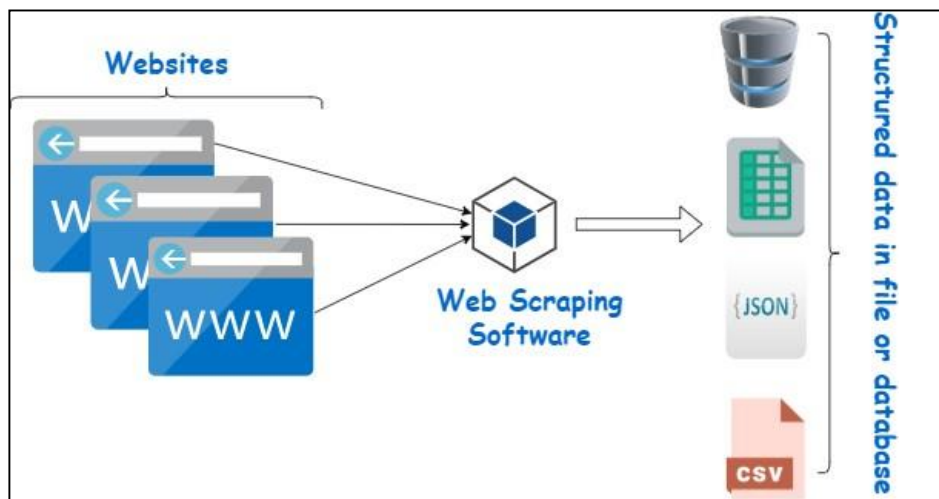 Websites
W
W
WWW
Web Scraping
Software
{JSON}
CSV
Structured data in file or database